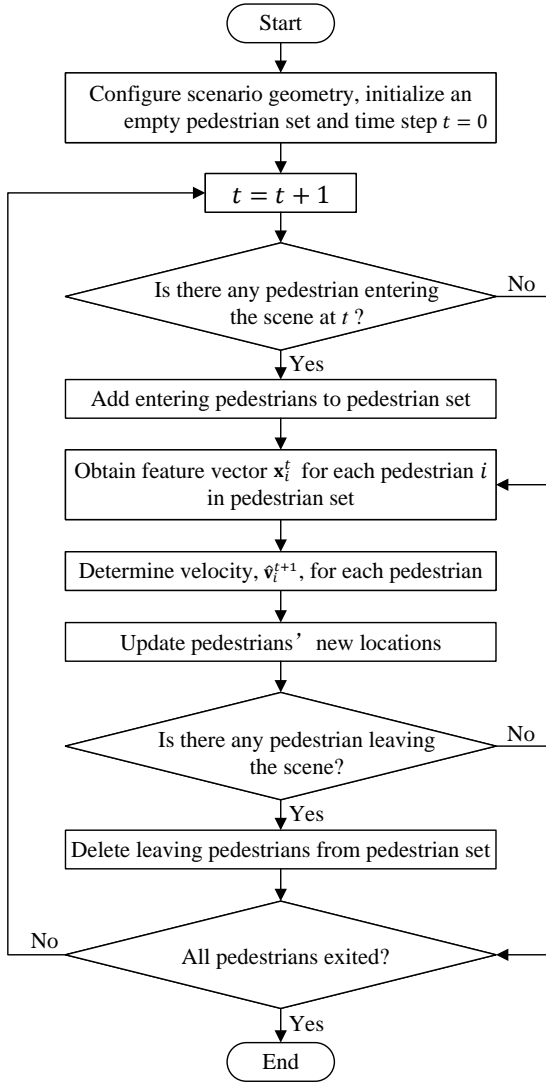 Start
Configure scenario geometry, initialize an
empty pedestrian set and time step t = 0
t = t + 1
Is there any pedestrian entering
the scene at t ?
No
Yes
Add entering pedestrians to pedestrian set
Obtain feature vector 𝐱ᵢᵗ for each pedestrian i
in pedestrian set
Determine velocity, 𝐯̂ᵢᵗ⁺¹, for each pedestrian
Update pedestrians’ new locations
Is there any pedestrian leaving
the scene?
No
Yes
Delete leaving pedestrians from pedestrian set
No
All pedestrians exited?
Yes
End